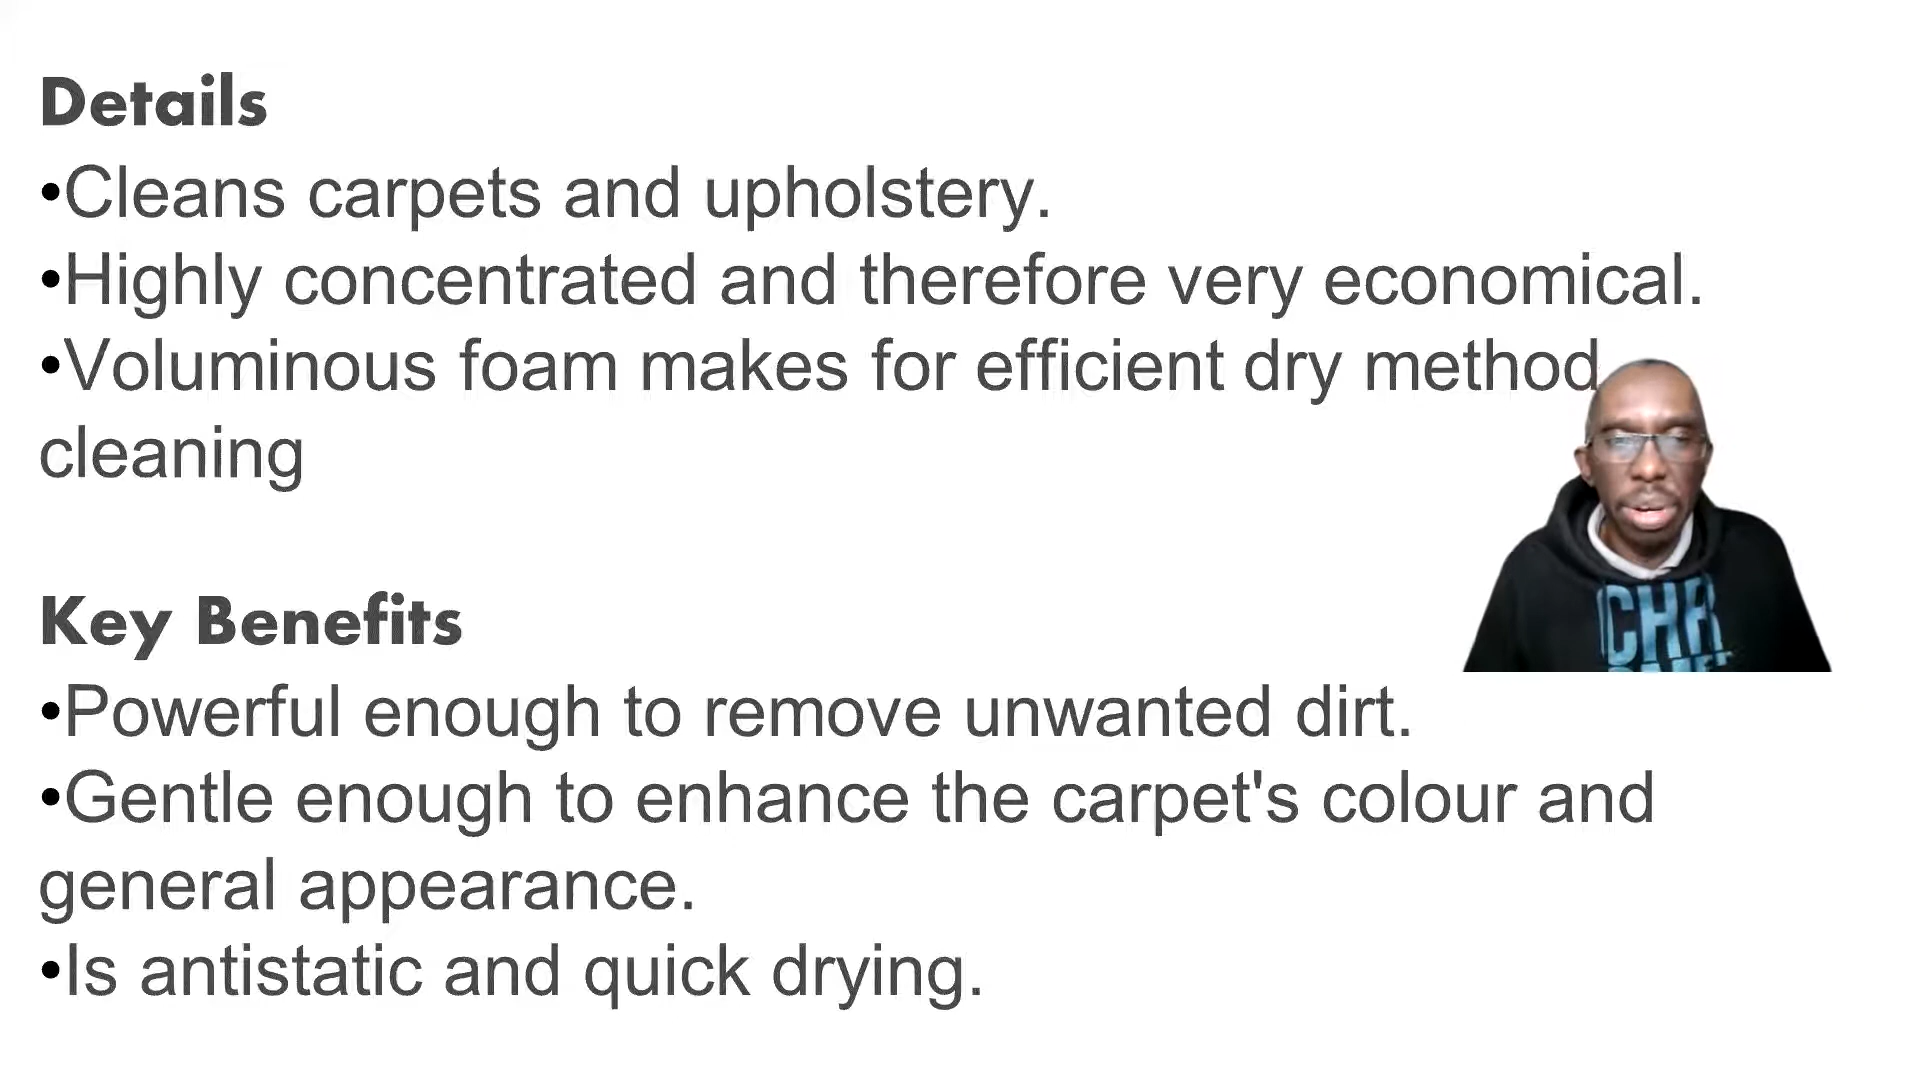 Details
•Cleans carpets and upholstery.
•Highly concentrated and therefore very economical.
•Voluminous foam makes for efficient dry method
cleaning
Key Benefits
•Powerful enough to remove unwanted dirt.
•Gentle enough to enhance the carpet's colour and
general appearance.
•Is antistatic and quick drying.